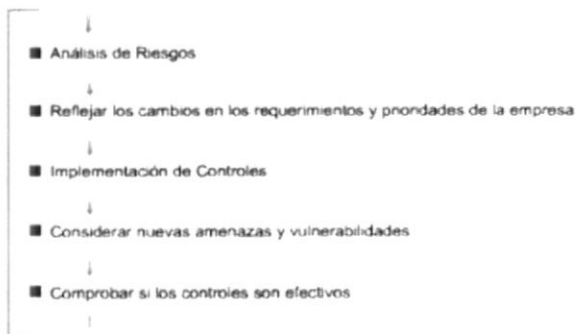 Análisis de Riesgos
Reflejar los cambios en los requerimientos y prioridades de la empresa
Implementación de Controles
Considerar nuevas amenazas y vulnerabilidades
Comprobar si los controles son efectivos